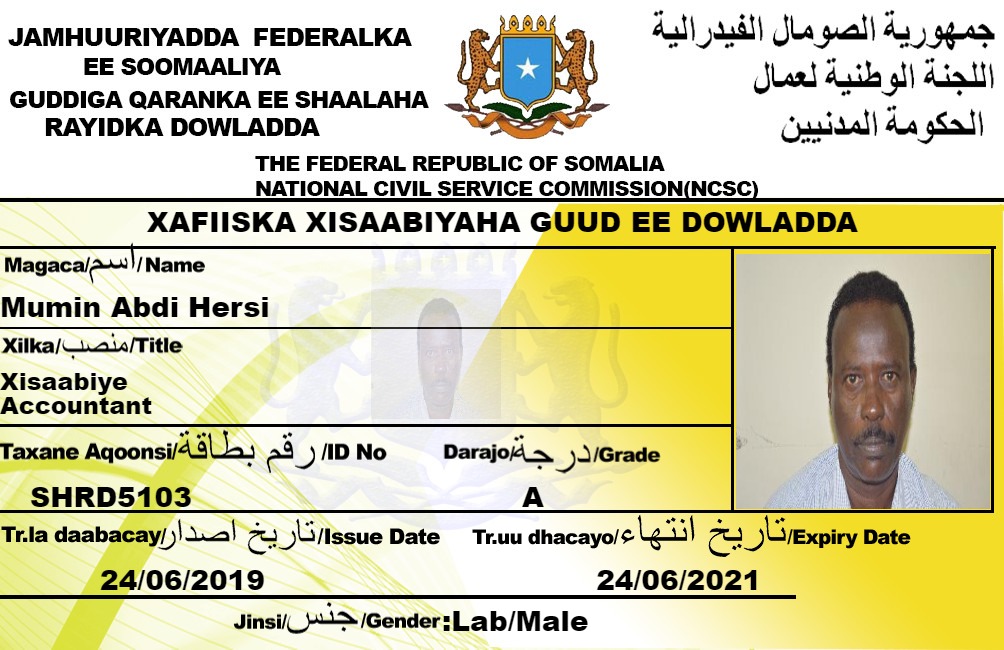 JAMHUURIYADDA FEDERALKA
EE SOOMAALIYA
GUDDIGA QARANKA EE SHAALAHA
RAYIDKA DOWLADDA
جمهورية الصومال الفيدرالية
اللجنة الوطنية لعمال
الحكومة المدنيين
THE FEDERAL REPUBLIC OF SOMALIA
NATIONAL CIVIL SERVICE COMMISSION(NCSC)
XAFIISKA XISAABIYAHA GUUD EE DOWLADDA
Magaca/اسم/Name
Mumin Abdi Hersi
Xilka/منصب/Title
Xisaabiye
Accountant
Taxane Aqoonsi/رقم بطاقة/ID No Darajo/درجة/Grade
SHRD5103 A
Tr.la daabacay/تاريخ اصدار/Issue Date Tr.uu dhacayo/تاريخ انتهاء/Expiry Date
24/06/2019 24/06/2021
Jinsi/جنس/Gender:Lab/Male